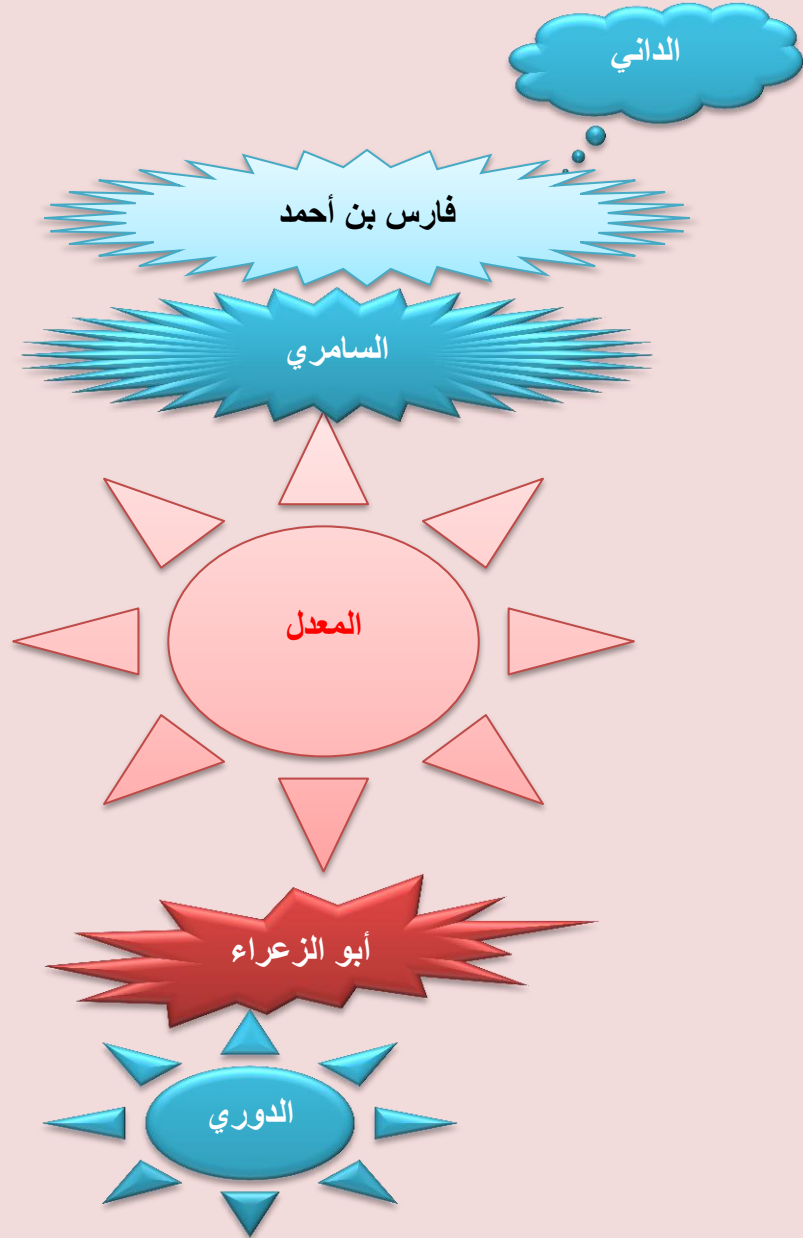 الداني
فارس بن أحمد
السامري
المعدل
أبو الزعراء
الدوري